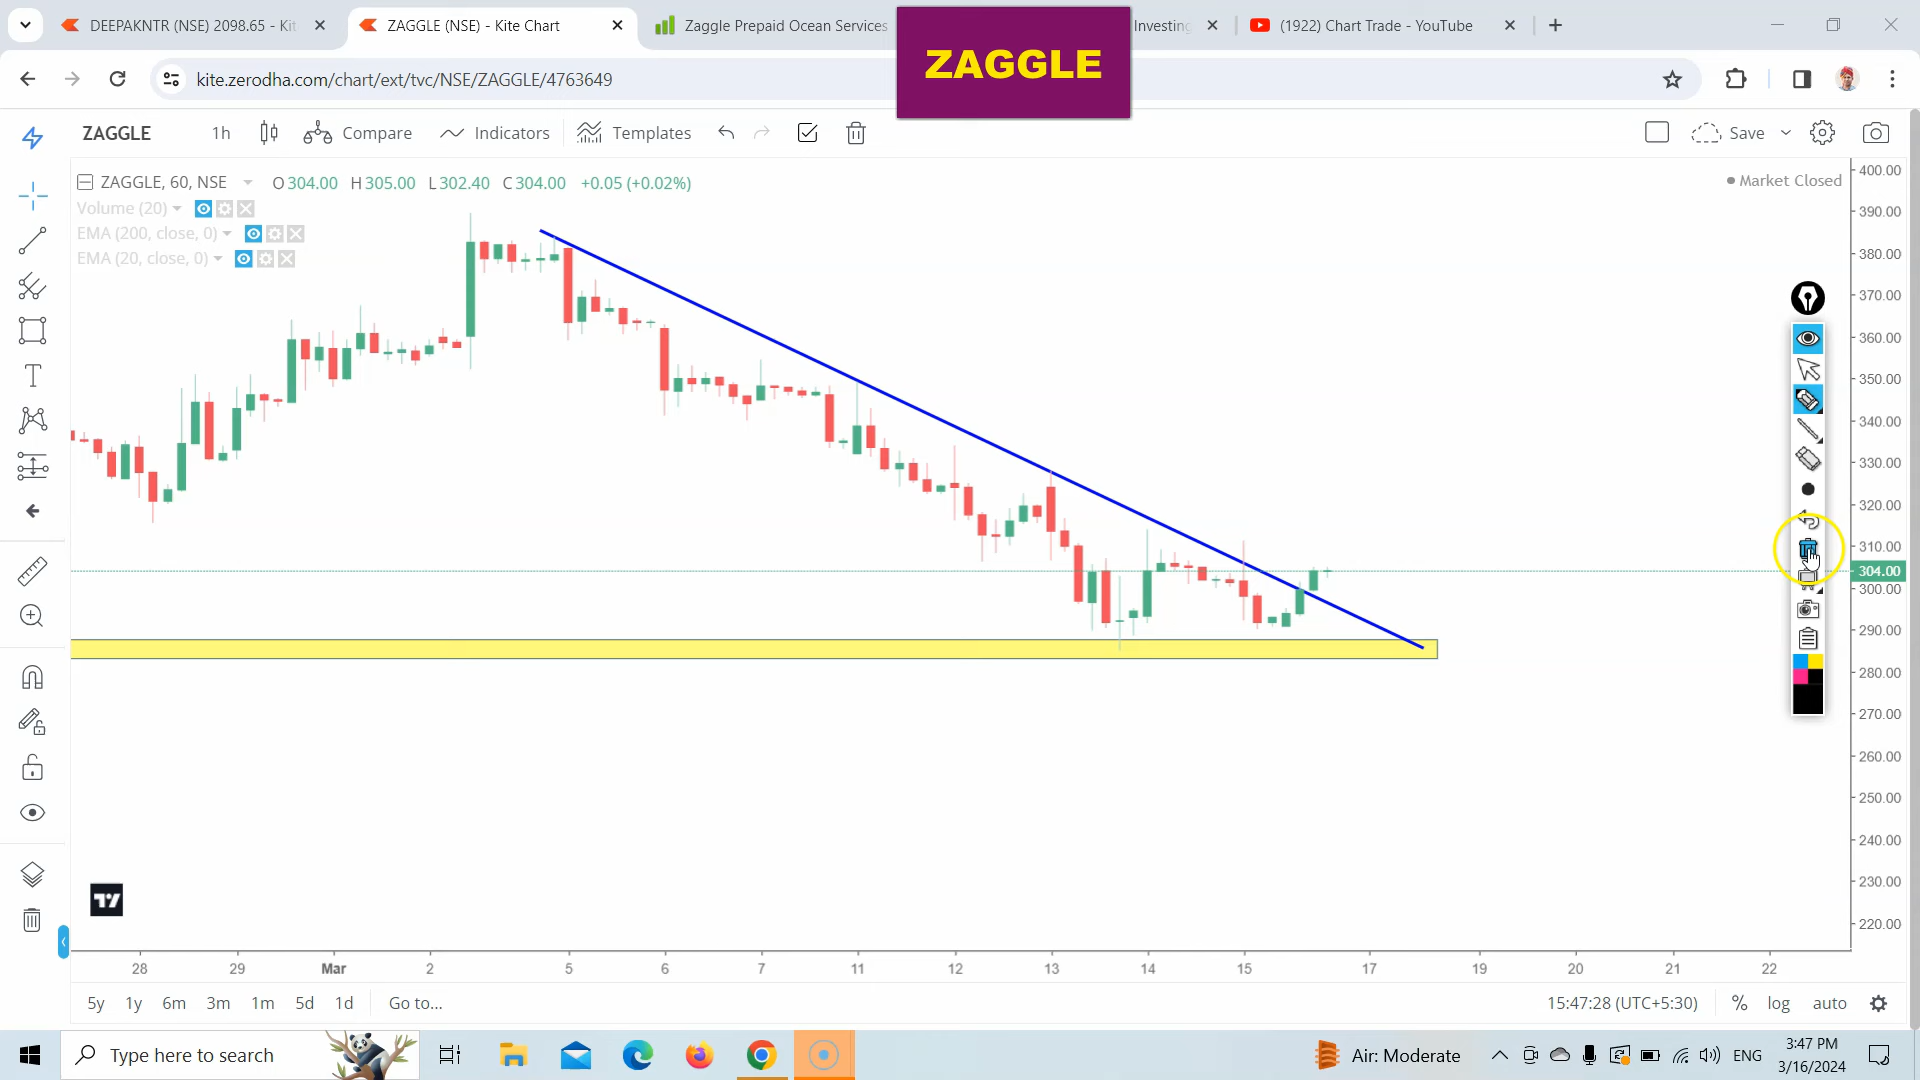 DEEPAKNTR (NSE) 2098.65 - Kit
ZAGGLE (NSE) - Kite Chart
Zaggle Prepaid Ocean Services
ZAGGLE
Investing
(1922) Chart Trade - YouTube
kite.zerodha.com/chart/ext/tvc/NSE/ZAGGLE/4763649
ZAGGLE
1h
Compare
Indicators
Templates
Save
ZAGGLE, 60, NSE
O304.00 H305.00 L302.40 C304.00 +0.05 (+0.02%)
Market Closed
Volume (20)
EMA (200, close, 0)
EMA (20, close, 0)
400.00
390.00
380.00
370.00
360.00
350.00
340.00
330.00
320.00
310.00
304.00
300.00
290.00
280.00
270.00
260.00
250.00
240.00
230.00
220.00
28 29 Mar 2 5 6 7 11 12 13 14 15 17 19 20 21 22
5y 1y 6m 3m 1m 5d 1d Go to...
15:47:28 (UTC+5:30) % log auto
Type here to search
Air: Moderate
ENG
3:47 PM
3/16/2024